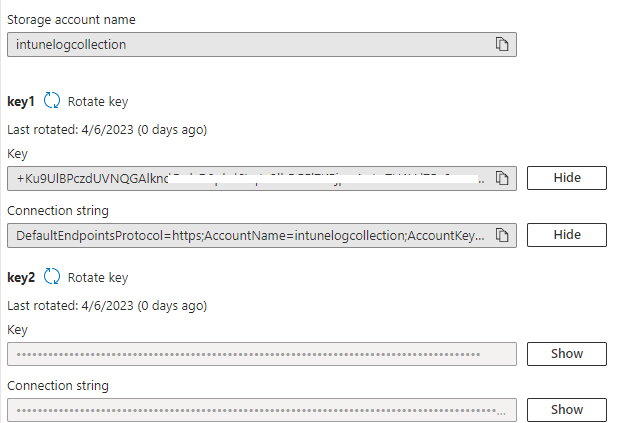 Storage account name
intunelogcollection
key1 Rotate key
Last rotated: 4/6/2023 (0 days ago)
Key
Hide
Connection string
DefaultEndpointsProtocol=https;AccountName=intunelogcollection;AccountKey... Hide
key2 Rotate key
Last rotated: 4/6/2023 (0 days ago)
Key
Show
Connection string
Show